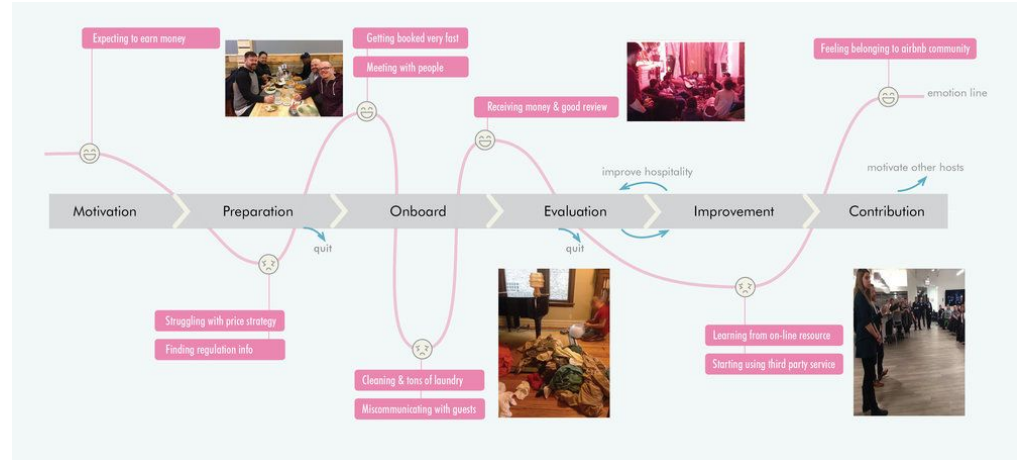 Expecting to earn money
Getting booked very fast
Meeting with people
Receiving money & good review
Feeling belonging to airbnb community
emotion line
improve hospitality
motivate other hosts
Motivation
Preparation
Onboard
Evaluation
Improvement
Contribution
quit
quit
Struggling with price strategy
Finding regulation info
Cleaning & tons of laundry
Miscommunicating with guests
Learning from on-line resource
Starting using third party service